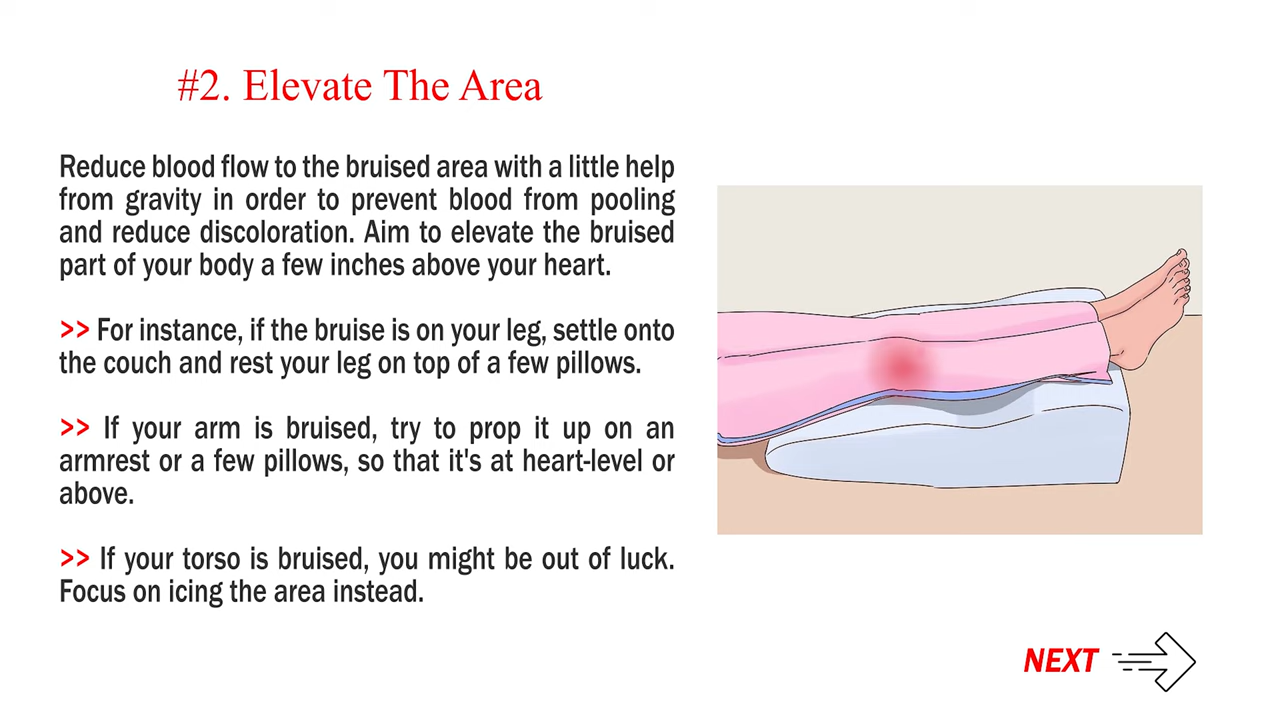 #2. Elevate The Area
Reduce blood flow to the bruised area with a little help
from gravity in order to prevent blood from pooling
and reduce discoloration. Aim to elevate the bruised
part of your body a few inches above your heart.
>> For instance, if the bruise is on your leg, settle onto
the couch and rest your leg on top of a few pillows.
>> If your arm is bruised, try to prop it up on an
armrest or a few pillows, so that it's at heart-level or
above.
>> If your torso is bruised, you might be out of luck.
Focus on icing the area instead.
NEXT